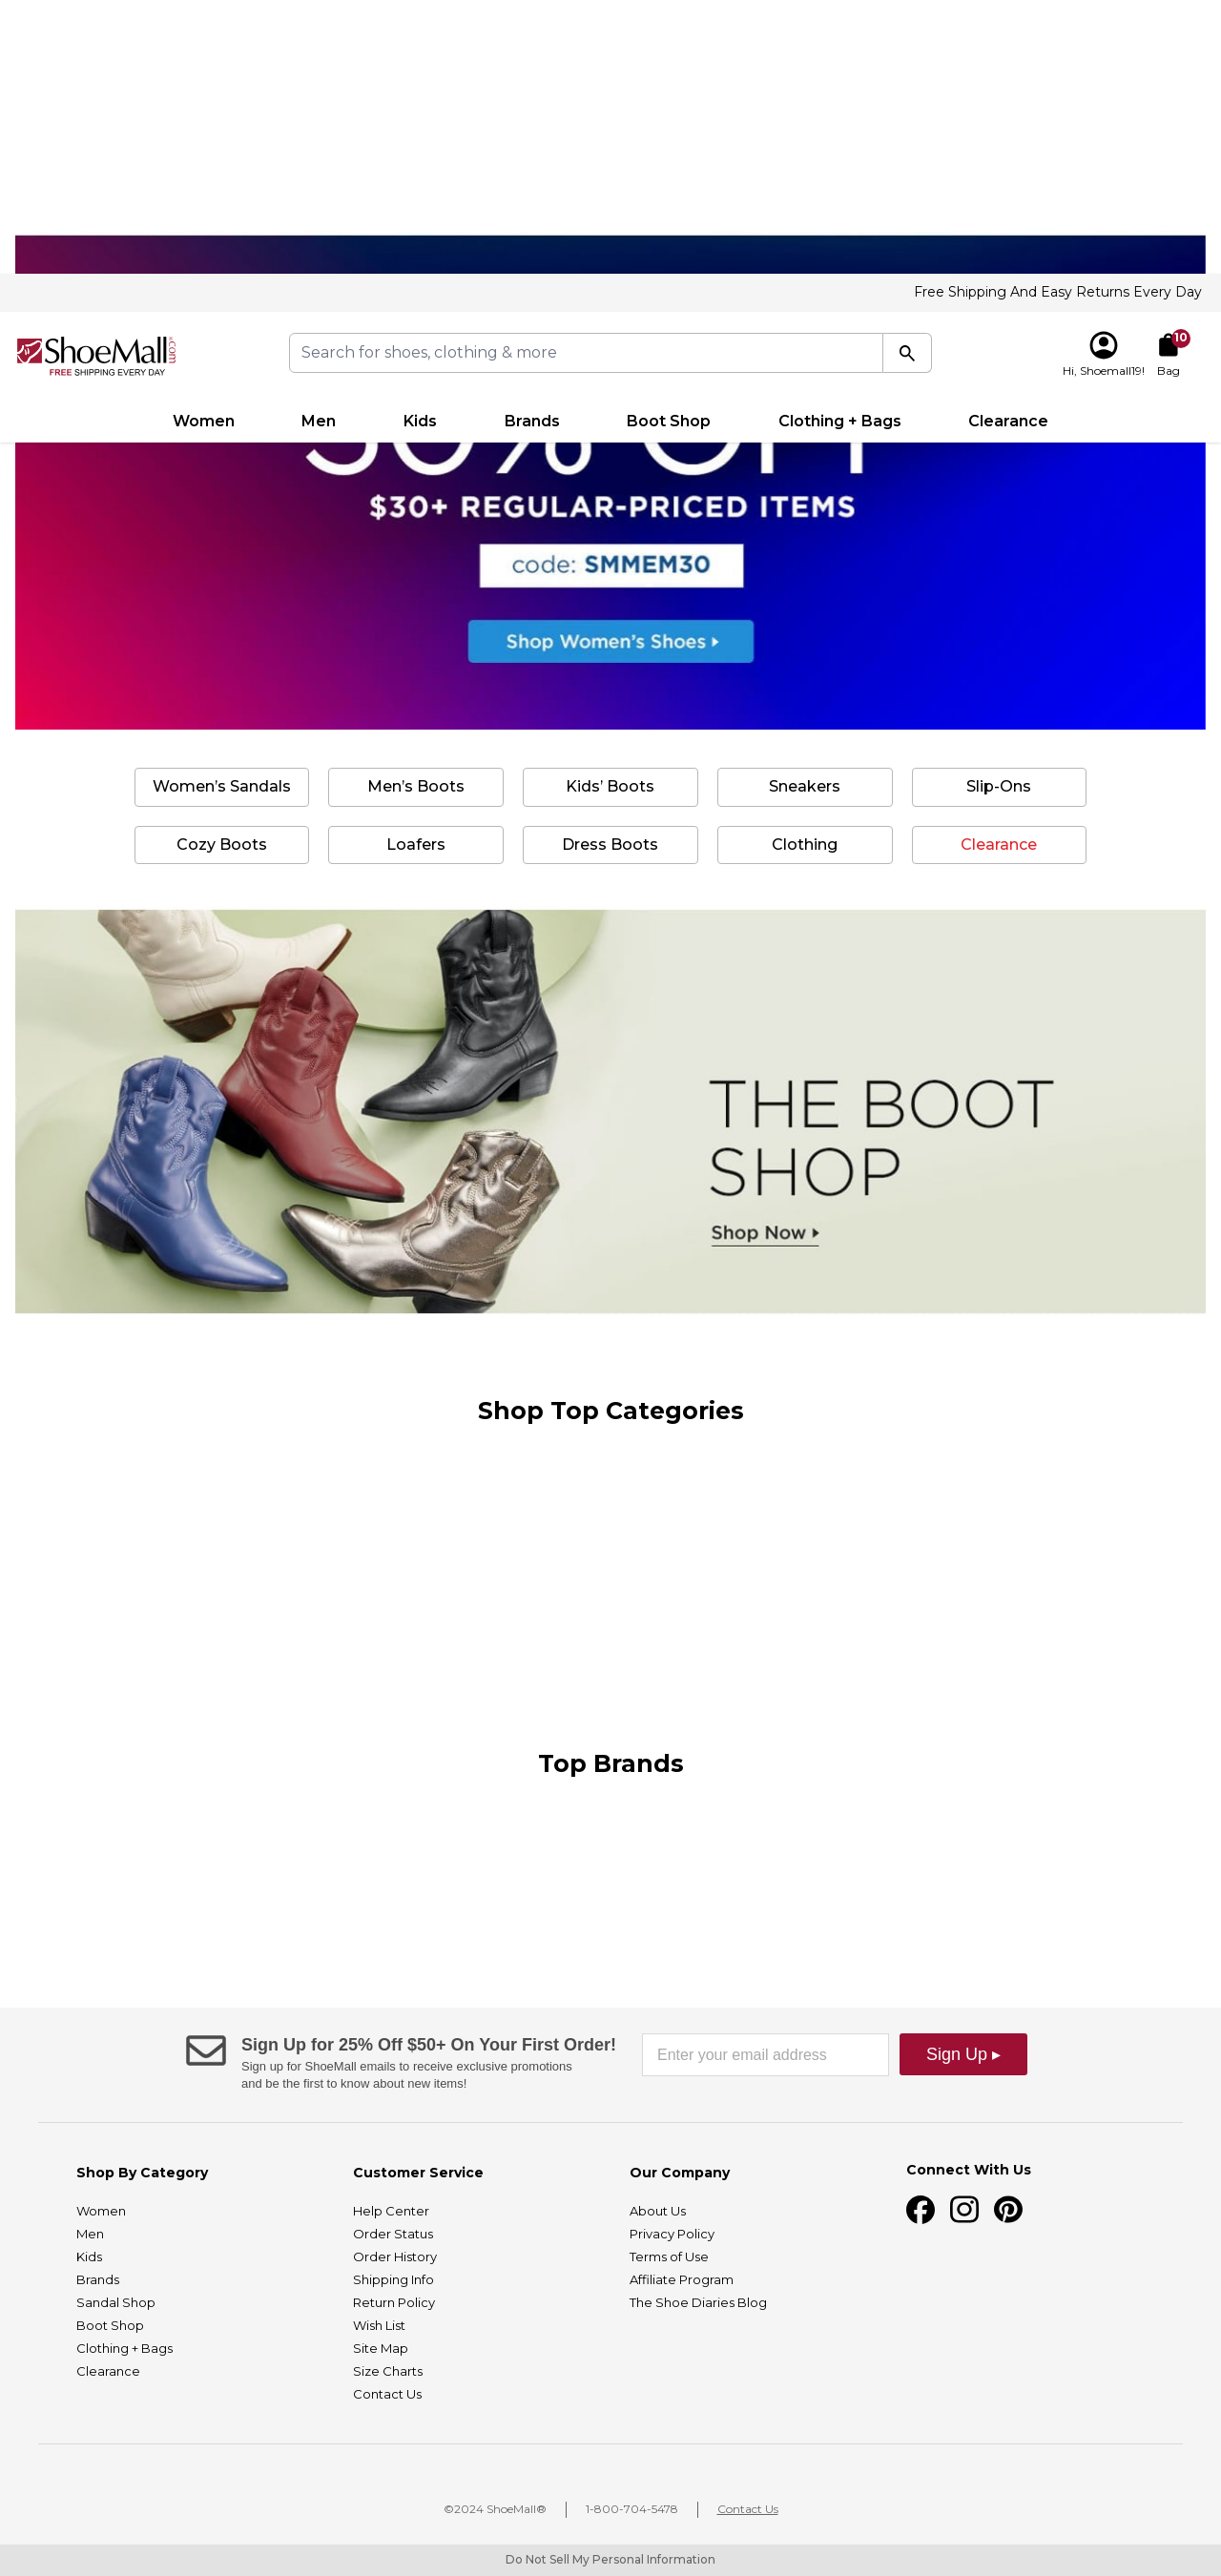 Free Shipping And Easy Returns Every Day
ShoeMall.com
FREE SHIPPING EVERY DAY
Search for shoes, clothing & more
10
Hi, Shoemall19!
Bag
Women
Men
Kids
Brands
Boot Shop
Clothing + Bags
Clearance
30% OFF
$30+ REGULAR-PRICED ITEMS
code: SMMEM30
Shop Women's Shoes
Women's Sandals
Men's Boots
Kids' Boots
Sneakers
Slip-Ons
Cozy Boots
Loafers
Dress Boots
Clothing
Clearance
THE BOOT
SHOP
Shop Now
Shop Top Categories
Top Brands
Sign Up for 25% Off $50+ On Your First Order!
Sign up for ShoeMall emails to receive exclusive promotions
and be the first to know about new items!
Enter your email address
Sign Up ▸
Shop By Category
Women
Men
Kids
Brands
Sandal Shop
Boot Shop
Clothing + Bags
Clearance
Customer Service
Help Center
Order Status
Order History
Shipping Info
Return Policy
Wish List
Site Map
Size Charts
Contact Us
Our Company
About Us
Privacy Policy
Terms of Use
Affiliate Program
The Shoe Diaries Blog
Connect With Us
©2024 ShoeMall®
1-800-704-5478
Contact Us
Do Not Sell My Personal Information